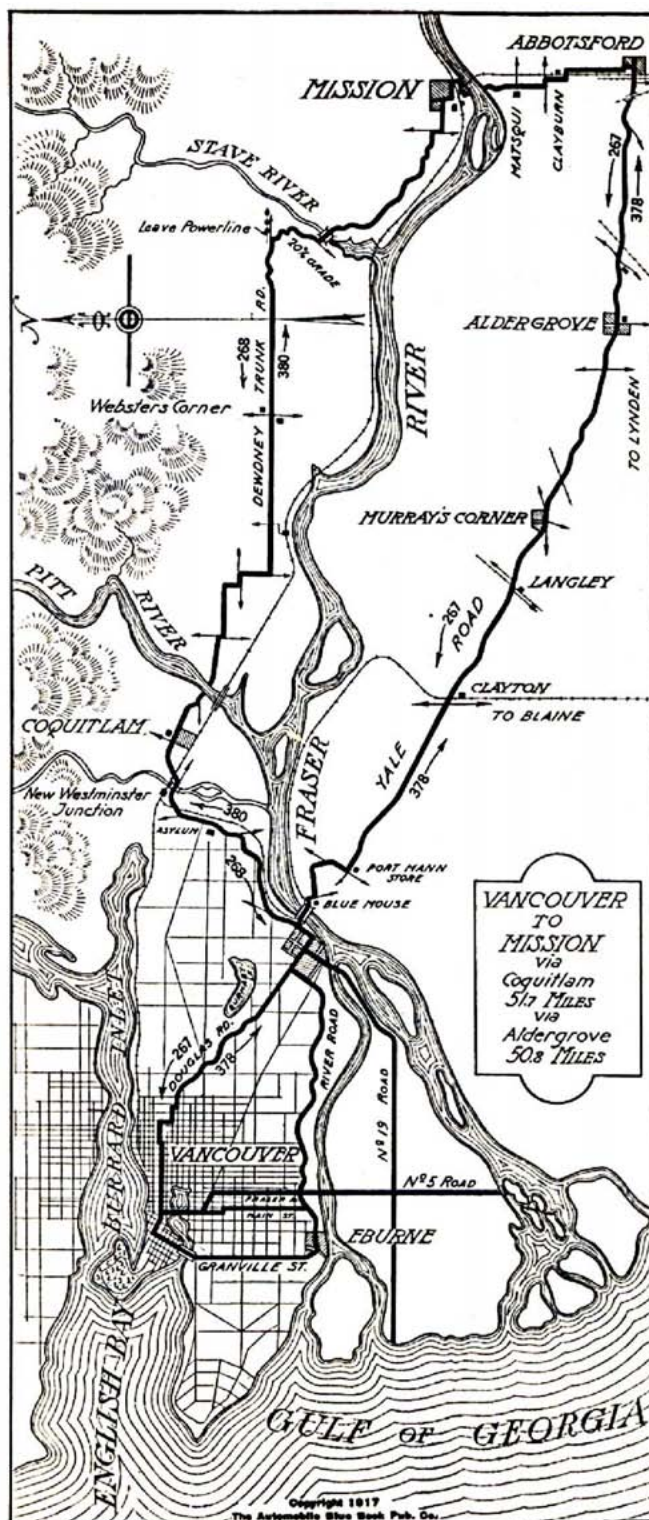 ABBOTSFORD
MISSION
MATSQUI
CLAYBURN
STAVE RIVER
267
378
Leave Powerline
20% GRADE
ALDERGROVE
268
380
DEWDNEY TRUNK RD.
RIVER
TO LYNDEN
Websters Corner
MURRAY'S CORNER
PITT RIVER
LANGLEY
267
YALE ROAD
CLAYTON
TO BLAINE
COQUITLAM
FRASER
378
New Westminster
Junction
380
ASYLUM
268
PORT MANN
STORE
BLUE MOUSE
VANCOUVER
TO
MISSION
via
Coquitlam
51.7 MILES
via
Aldergrove
50.8 MILES
BURRARD INLET
267
DOUGLAS RD.
378
RIVER ROAD
Nº 19 ROAD
VANCOUVER
Nº 5 ROAD
FRASER A
MAIN ST.
EBURNE
GRANVILLE ST.
ENGLISH BAY
GULF OF GEORGIA
Copyright 1917
The Automobile Blue Book Pub. Co.